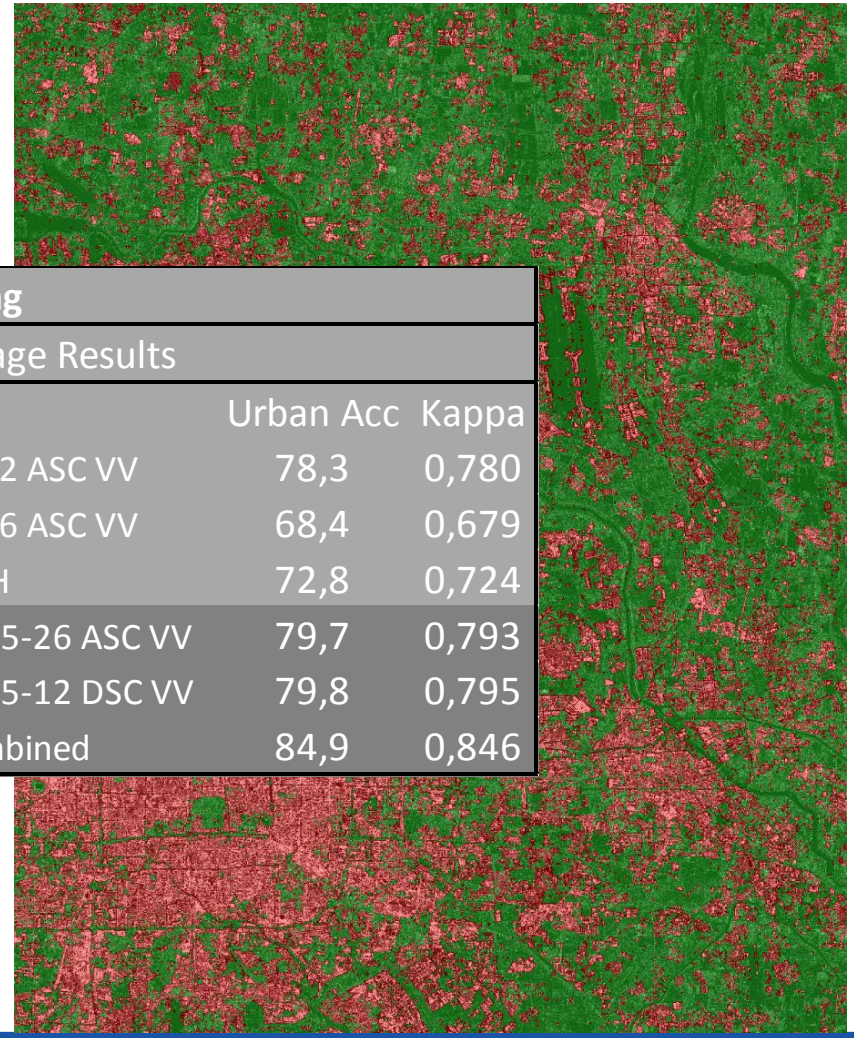 ng
age Results
Urban Acc Kappa
2 ASC VV 78,3 0,780
6 ASC VV 68,4 0,679
H 72,8 0,724
5-26 ASC VV 79,7 0,793
5-12 DSC VV 79,8 0,795
nbined 84,9 0,846